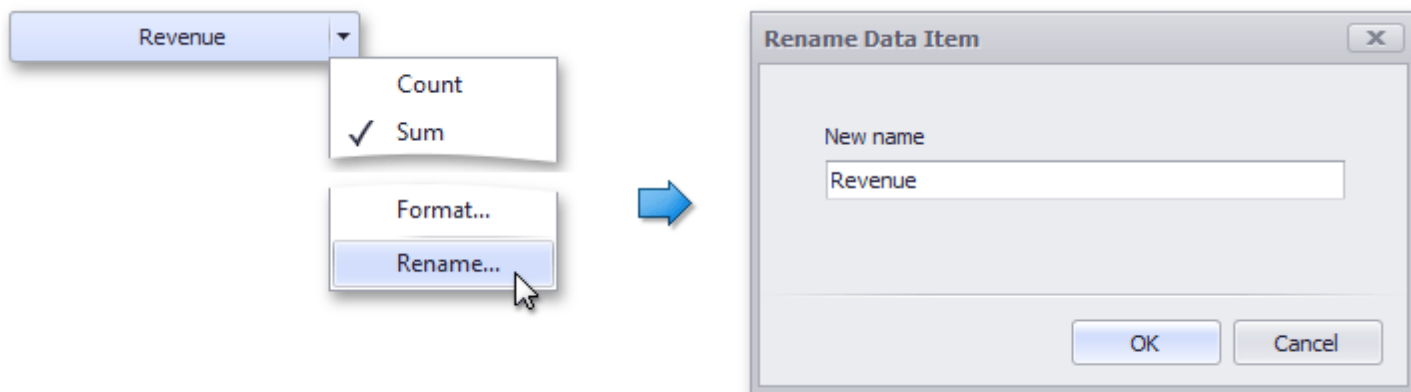 Revenue
Count
Sum
Format...
Rename...
Rename Data Item
New name
Revenue
OK
Cancel